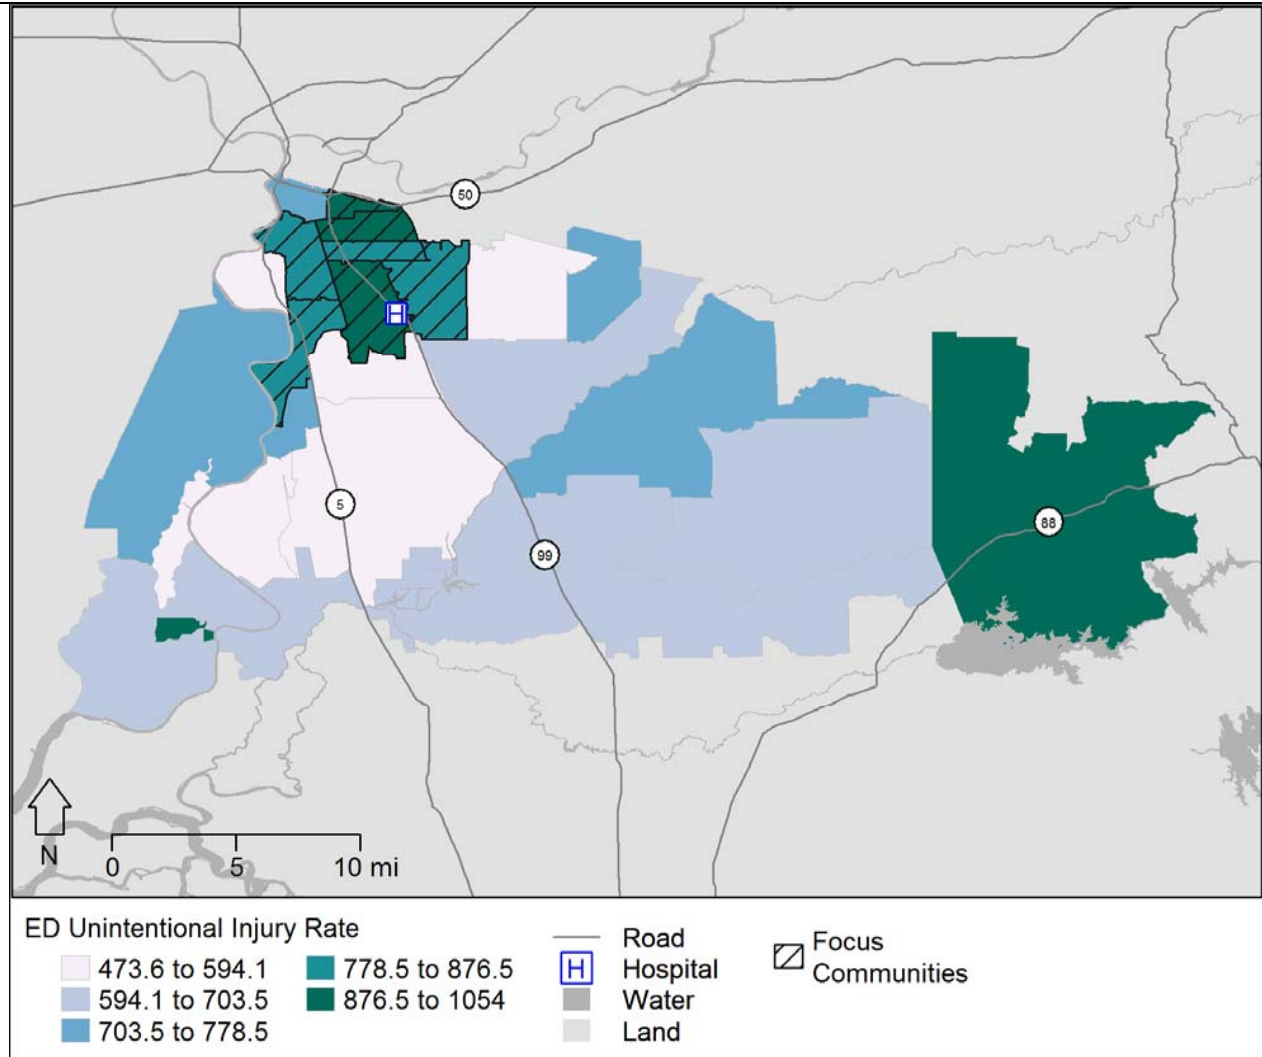 50
H
5
99
88
N
0 5 10 mi
ED Unintentional Injury Rate
473.6 to 594.1
594.1 to 703.5
703.5 to 778.5
778.5 to 876.5
876.5 to 1054
Road
H Hospital
Water
Land
Focus
Communities